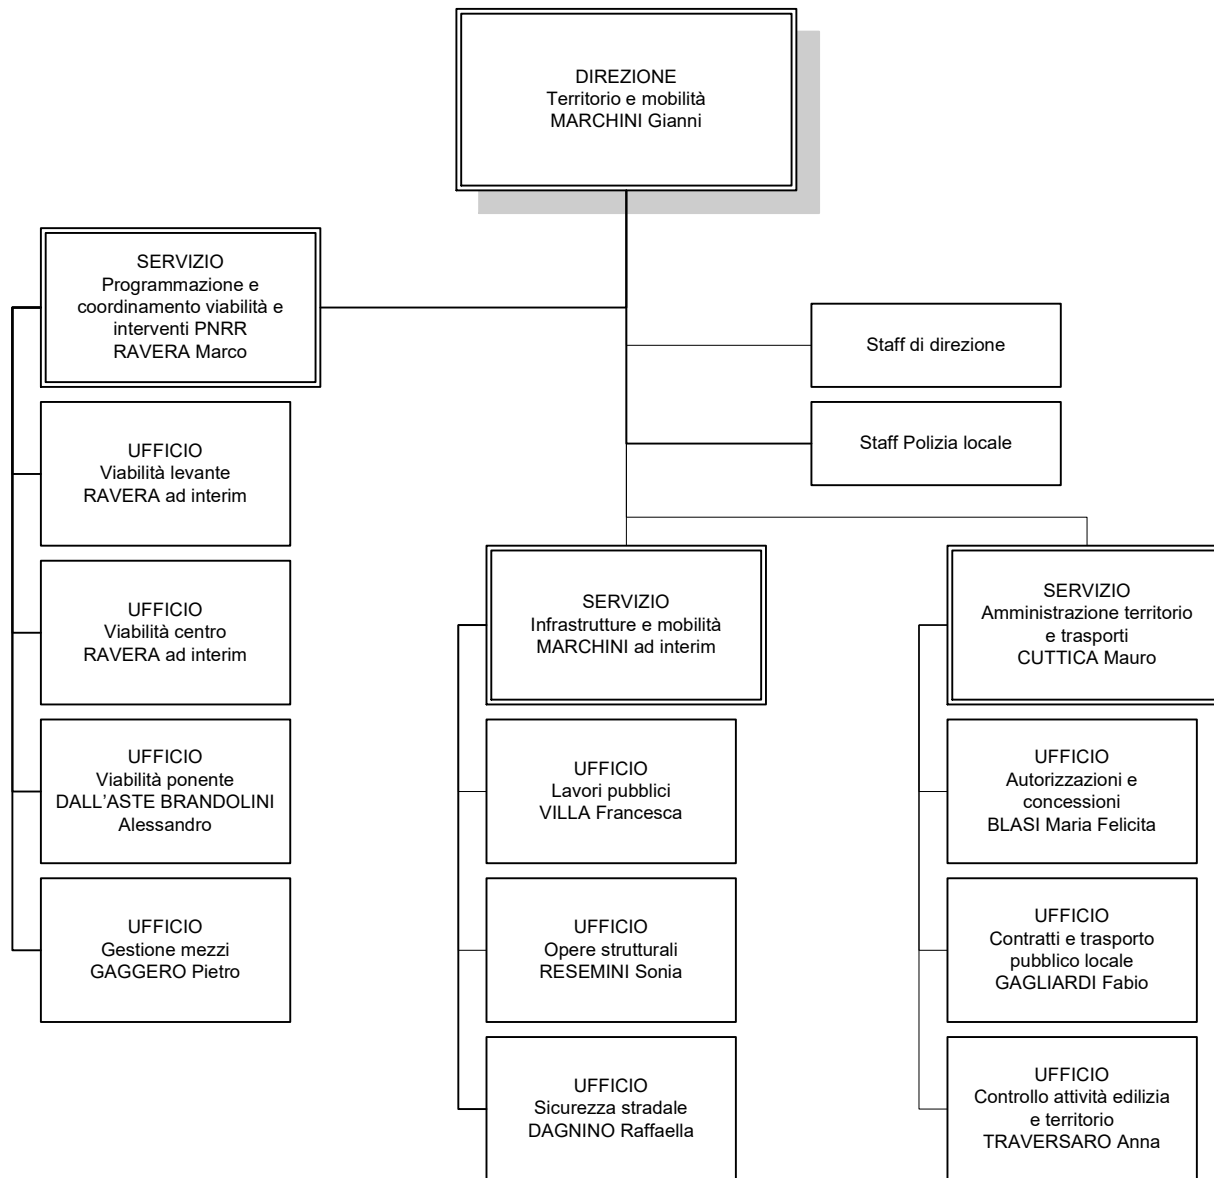 DIREZIONE
Territorio e mobilità
MARCHINI Gianni
SERVIZIO
Programmazione e
coordinamento viabilità e
interventi PNRR
RAVERA Marco
Staff di direzione
Staff Polizia locale
UFFICIO
Viabilità levante
RAVERA ad interim
UFFICIO
Viabilità centro
RAVERA ad interim
UFFICIO
Viabilità ponente
DALL'ASTE BRANDOLINI
Alessandro
UFFICIO
Gestione mezzi
GAGGERO Pietro
SERVIZIO
Infrastrutture e mobilità
MARCHINI ad interim
UFFICIO
Lavori pubblici
VILLA Francesca
UFFICIO
Opere strutturali
RESEMINI Sonia
UFFICIO
Sicurezza stradale
DAGNINO Raffaella
SERVIZIO
Amministrazione territorio
e trasporti
CUTTICA Mauro
UFFICIO
Autorizzazioni e
concessioni
BLASI Maria Felicita
UFFICIO
Contratti e trasporto
pubblico locale
GAGLIARDI Fabio
UFFICIO
Controllo attività edilizia
e territorio
TRAVERSARO Anna